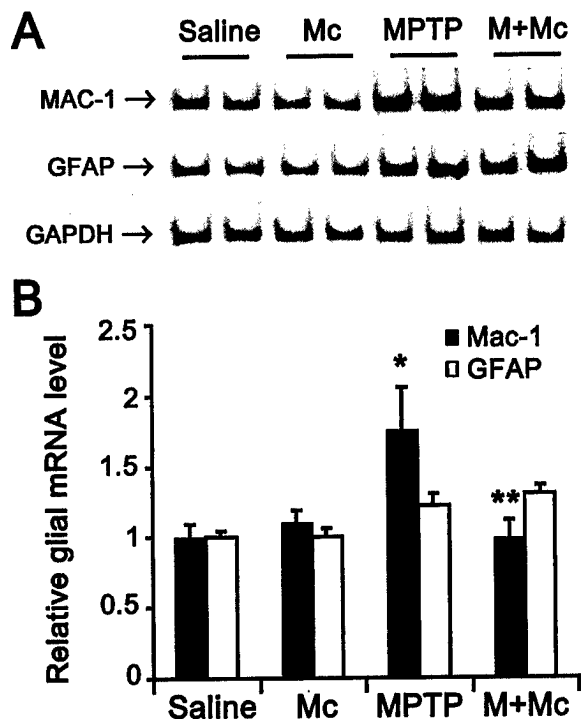 A
Saline Mc MPTP M+Mc
MAC-1 →
GFAP →
GAPDH →
B
Relative glial mRNA level
2.5
2
1.5
1
0.5
0
Mac-1
GFAP
*
**
Saline Mc MPTP M+Mc